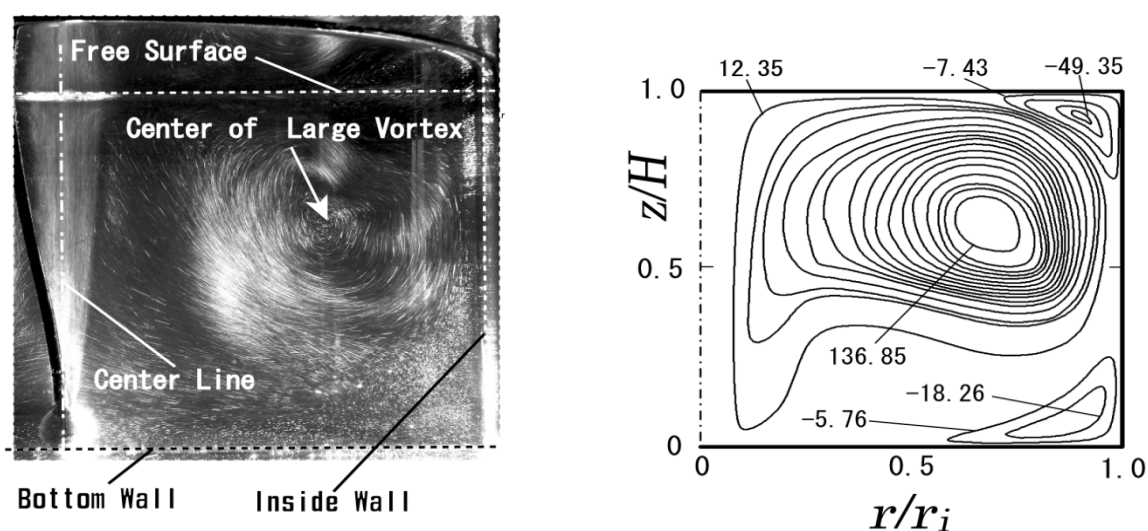 Free Surface
Center of Large Vortex
Center Line
Bottom Wall
Inside Wall
12.35
-7.43
-49.35
1.0
z/H
0.5
136.85
-18.26
-5.76
0
0
0.5
1.0
r/ri